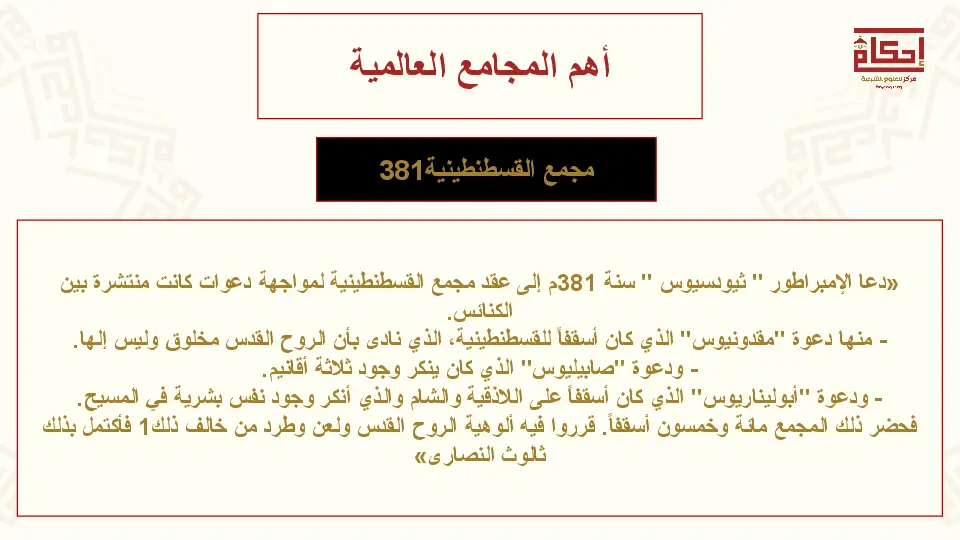 أهم المجامع العالمية
إحكام
مركز للعلوم الشرعية
مجمع القسطنطينية381
«دعا الإمبراطور " ثيودسيوس " سنة 381م إلى عقد مجمع القسطنطينية لمواجهة دعوات كانت منتشرة بين
الكنائس.
- منها دعوة "مقدونيوس" الذي كان أسقفاً للقسطنطينية، الذي نادى بأن الروح القدس مخلوق وليس إلها.
- ودعوة "صابيليوس" الذي كان ينكر وجود ثلاثة أقانيم.
- ودعوة "أبوليناريوس" الذي كان أسقفاً على اللاذقية والشام والذي أنكر وجود نفس بشرية في المسيح.
فحضر ذلك المجمع مائة وخمسون أسقفاً. قرروا فيه ألوهية الروح القدس ولعن وطرد من خالف ذلك1 فأكتمل بذلك
ثالوث النصارى»